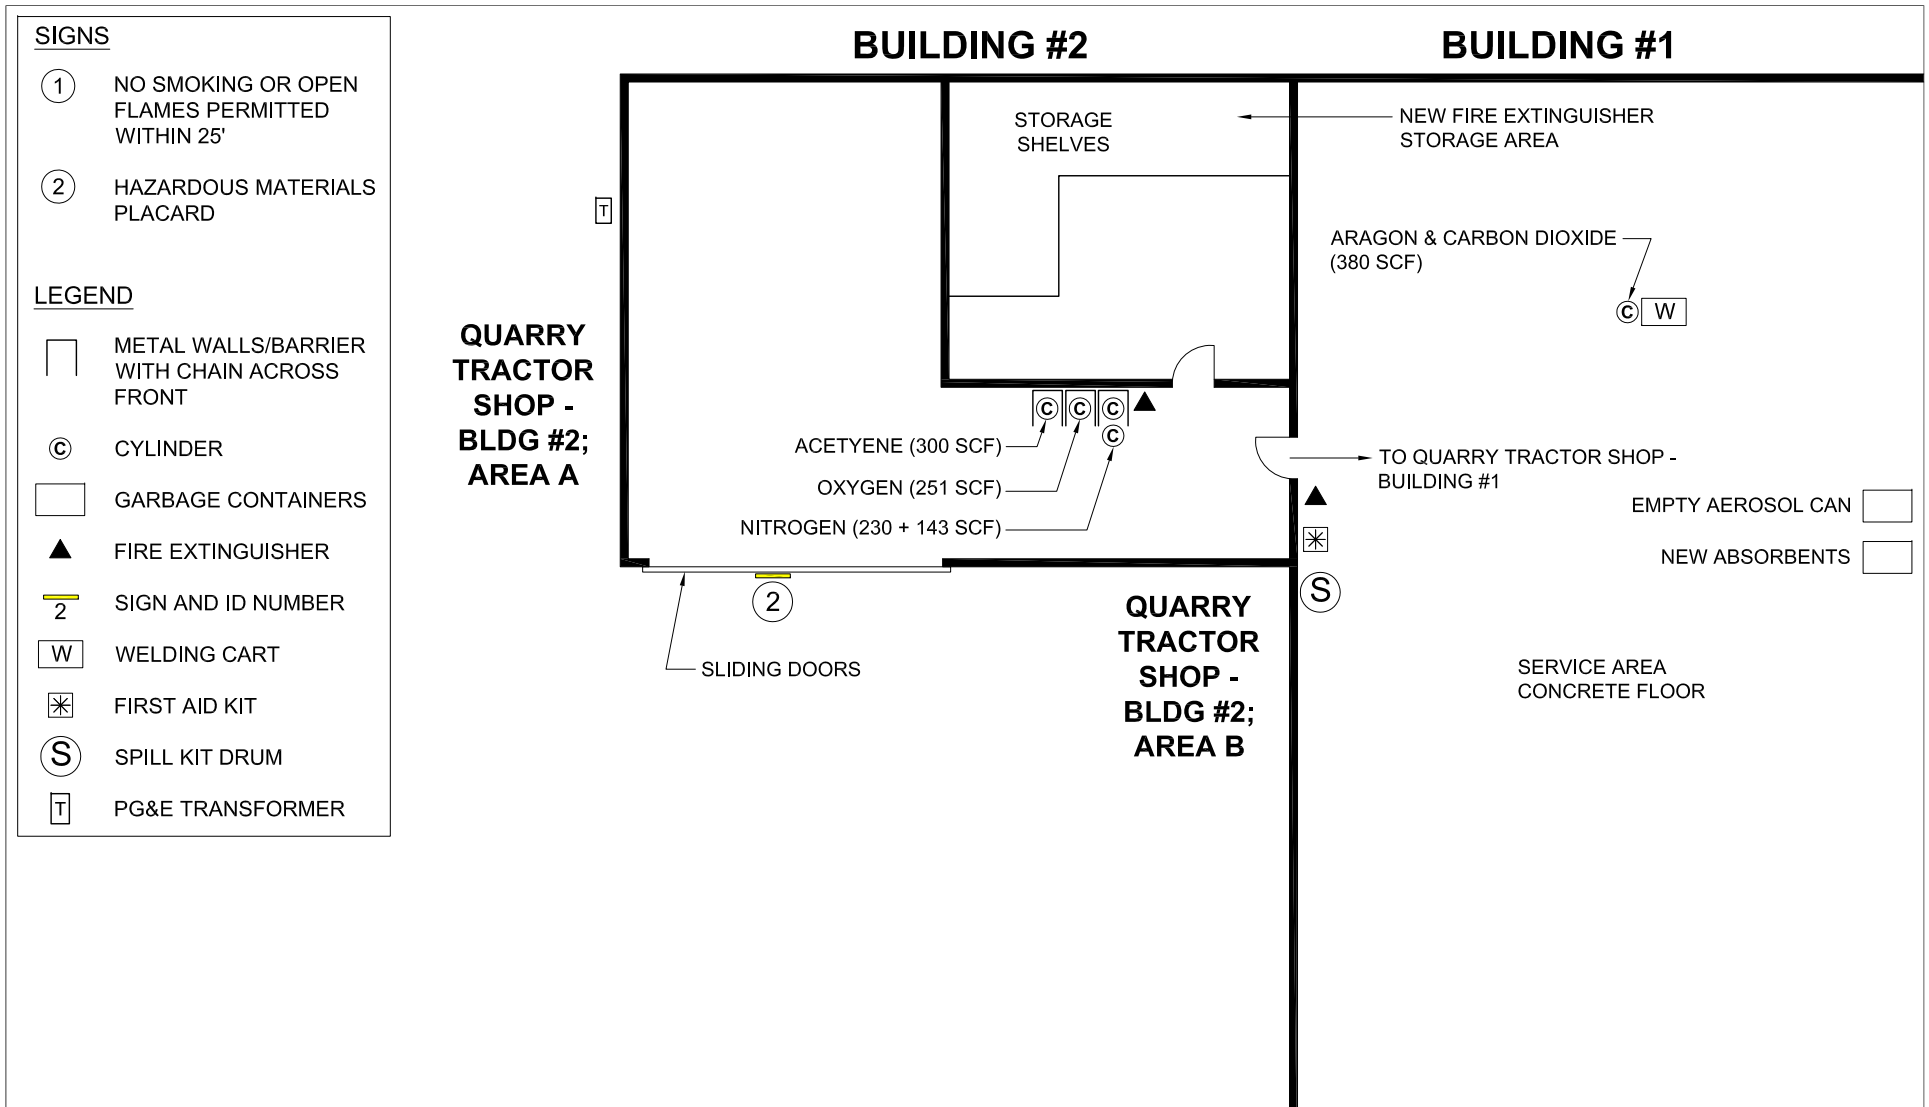 SIGNS
1
NO SMOKING OR OPEN
FLAMES PERMITTED
WITHIN 25'
2
HAZARDOUS MATERIALS
PLACARD
LEGEND
METAL WALLS/BARRIER
WITH CHAIN ACROSS
FRONT
C
CYLINDER
GARBAGE CONTAINERS
FIRE EXTINGUISHER
2
SIGN AND ID NUMBER
W
WELDING CART
FIRST AID KIT
S
SPILL KIT DRUM
T
PG&E TRANSFORMER
BUILDING #2
BUILDING #1
STORAGE
SHELVES
NEW FIRE EXTINGUISHER
STORAGE AREA
T
ARAGON & CARBON DIOXIDE
(380 SCF)
C
W
QUARRY
TRACTOR
SHOP -
BLDG #2;
AREA A
C
C
C
C
ACETYENE (300 SCF)
OXYGEN (251 SCF)
NITROGEN (230 + 143 SCF)
TO QUARRY TRACTOR SHOP -
BUILDING #1
EMPTY AEROSOL CAN
NEW ABSORBENTS
2
S
SLIDING DOORS
QUARRY
TRACTOR
SHOP -
BLDG #2;
AREA B
SERVICE AREA
CONCRETE FLOOR